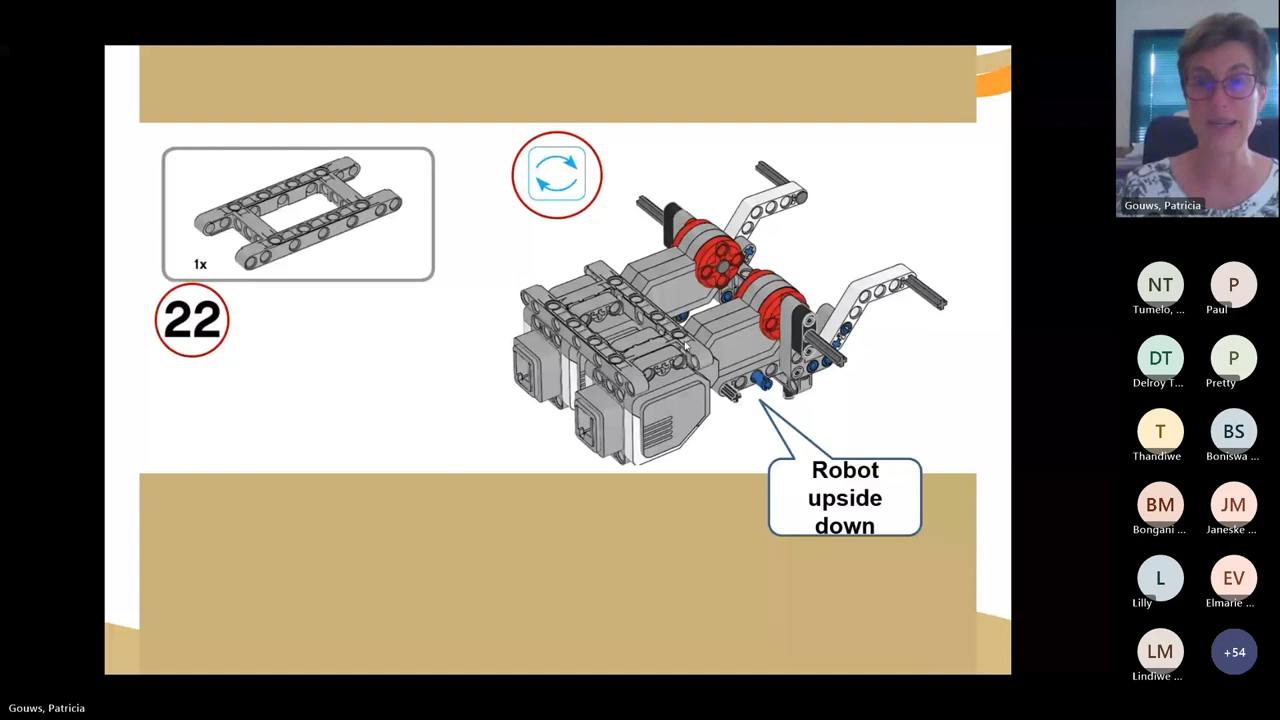 1x
22
Robot
upside
down
Gouws, Patricia
NT
P
Tumelo, ...
Paul
DT
P
Delroy T...
Pretty
T
BS
Thandiwe
Boniswa ...
BM
JM
Bongani ...
Janeske ...
L
EV
Lilly
Elmarie ...
LM
+54
Lindiwe ...
Gouws, Patricia